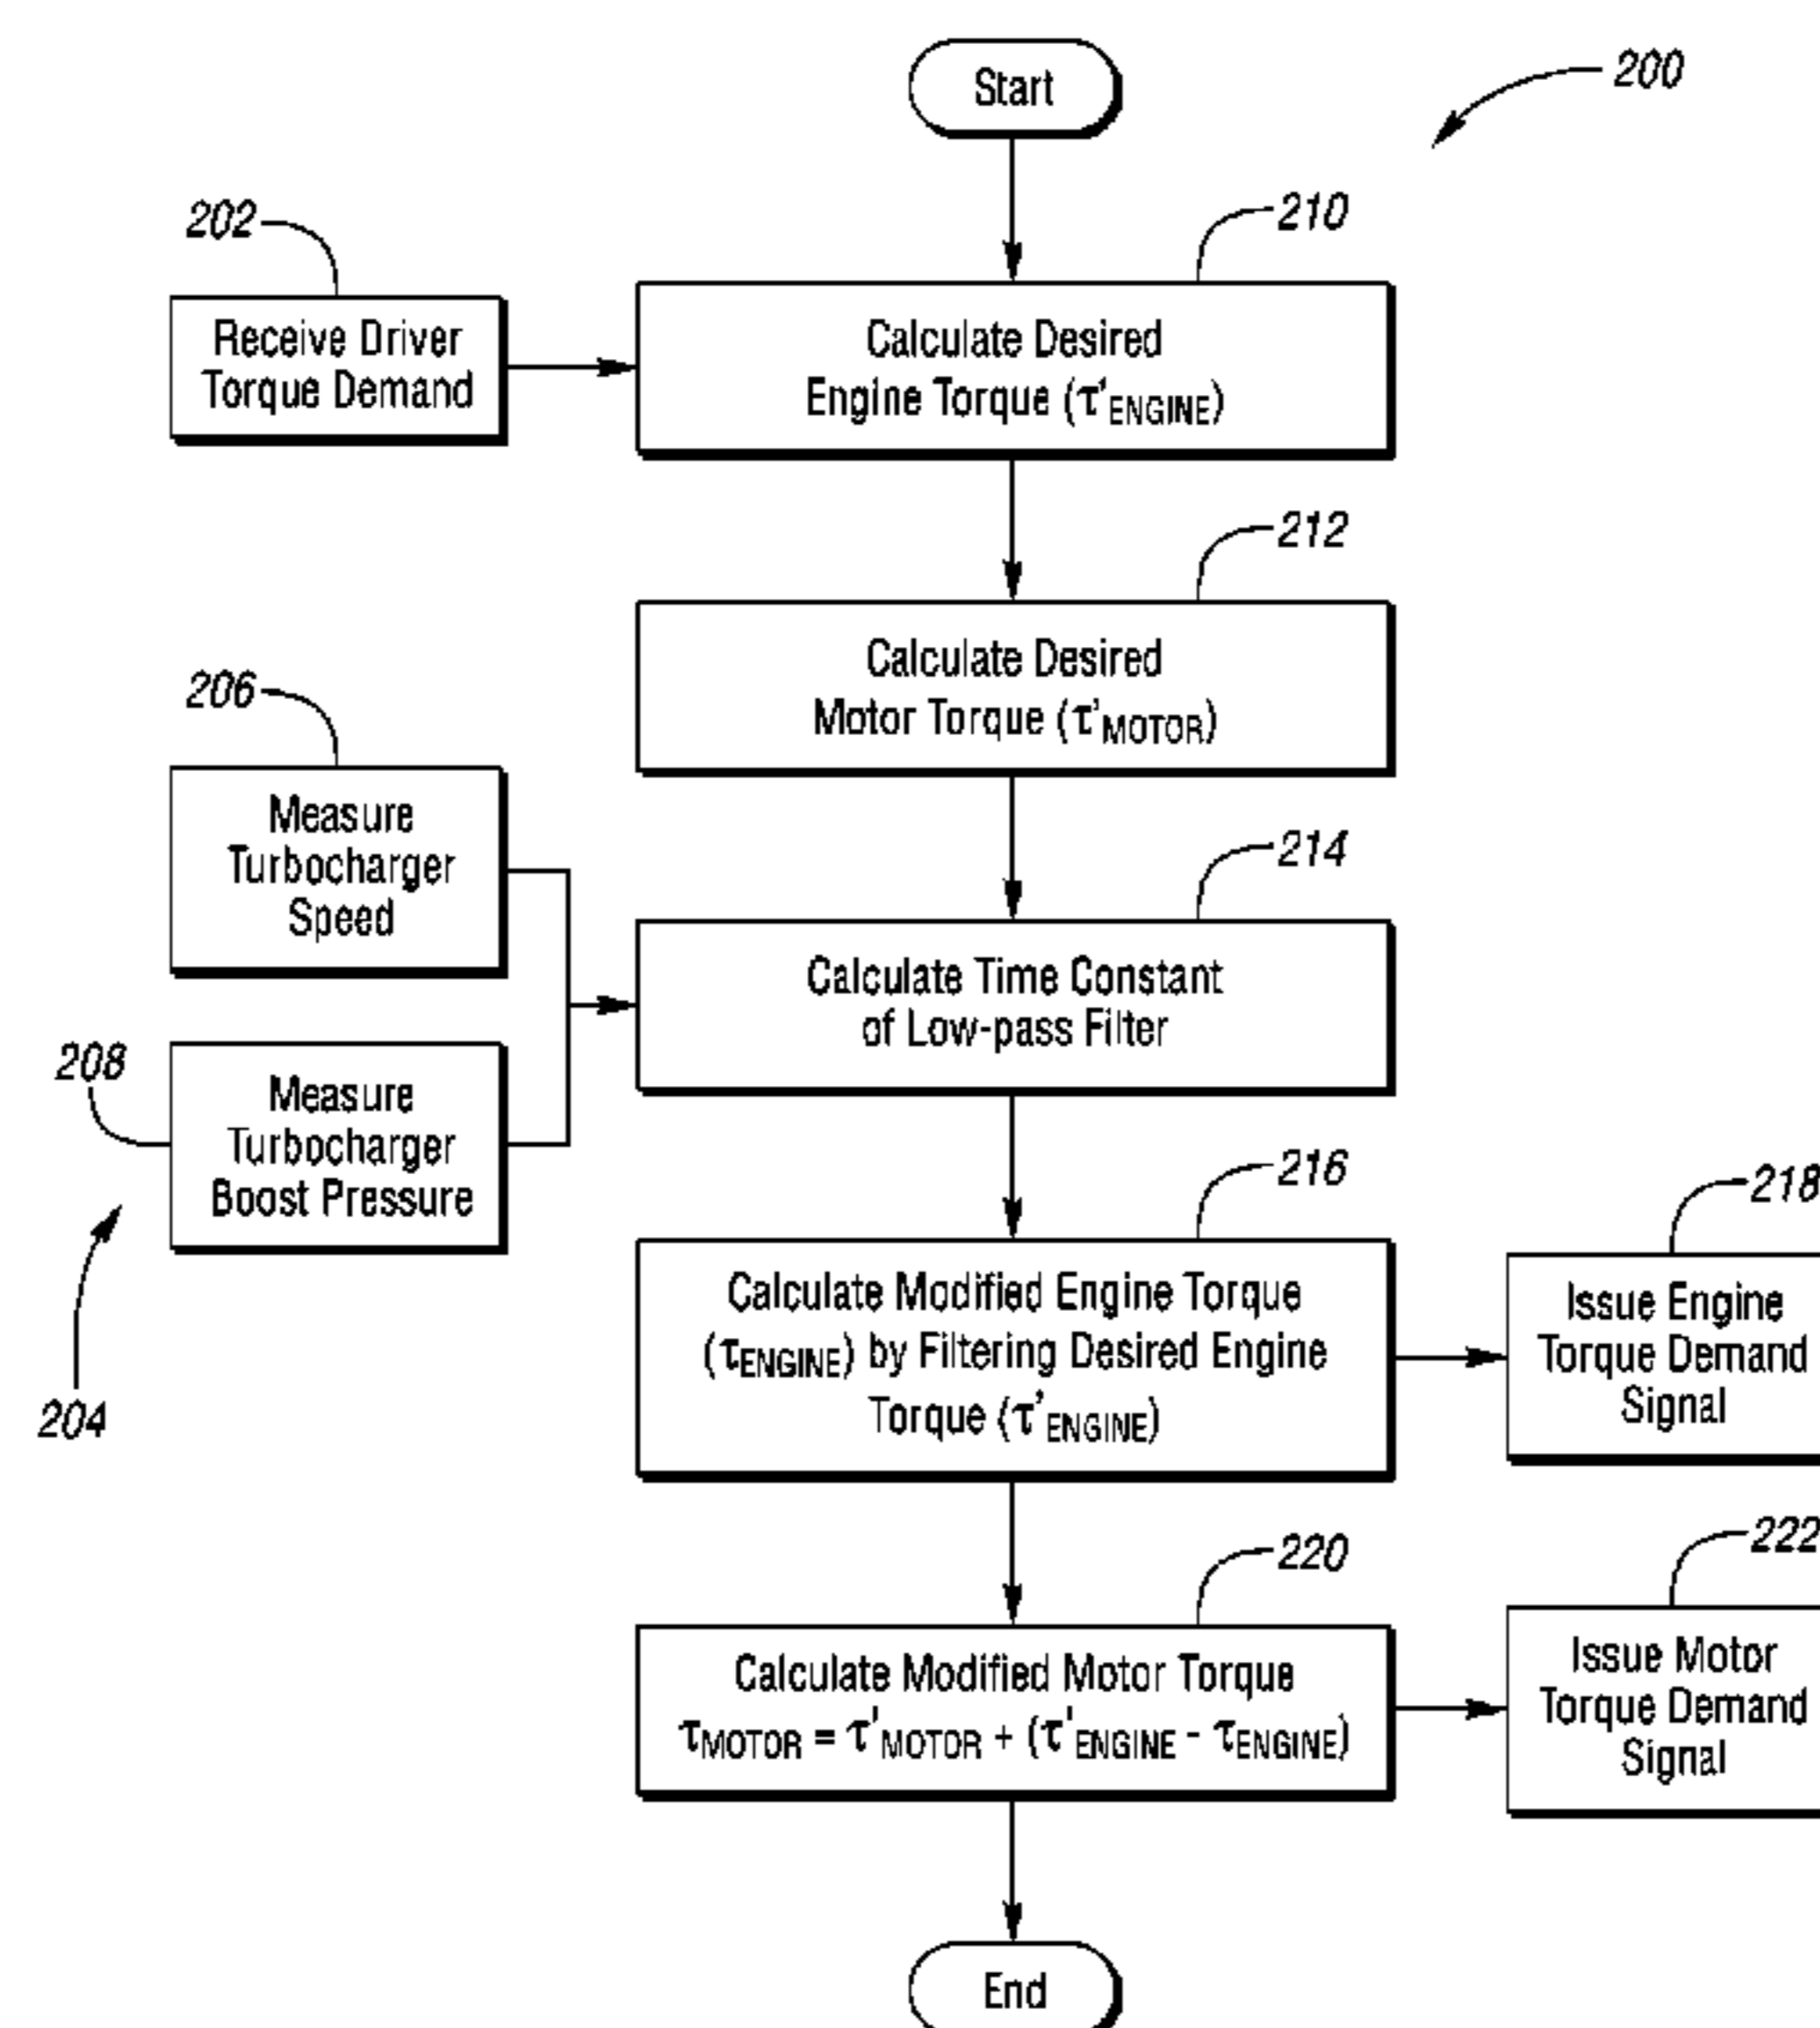 Start
200
202
210
Receive Driver
Torque Demand
Calculate Desired
Engine Torque (τ'ENGINE)
212
Calculate Desired
Motor Torque (τ'MOTOR)
206
Measure
Turbocharger
Speed
214
Calculate Time Constant
of Low-pass Filter
208
Measure
Turbocharger
Boost Pressure
204
216
Calculate Modified Engine Torque
(τENGINE) by Filtering Desired Engine
Torque (τ'ENGINE)
218
Issue Engine
Torque Demand
Signal
220
Calculate Modified Motor Torque
τMOTOR = τ'MOTOR + (τ'ENGINE - τENGINE)
222
Issue Motor
Torque Demand
Signal
End